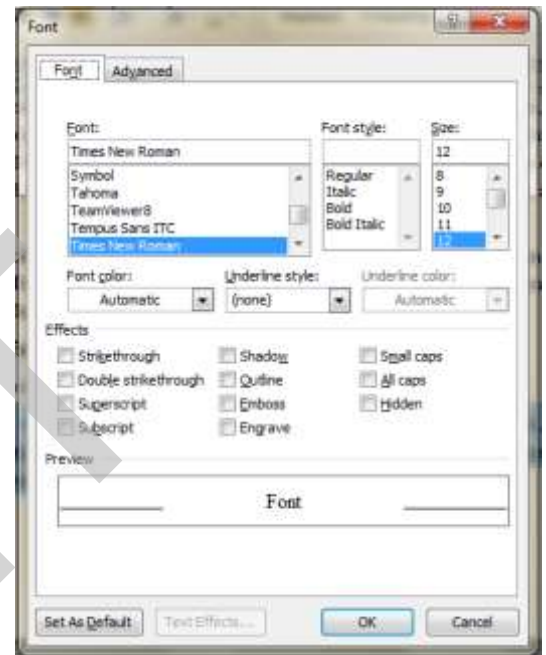 Font
Font Advanced
Font: Font style: Size:
Times New Roman 12
Symbol Regular 8
Tahoma Italic 9
TeamViewer8 Bold 10
Tempus Sans ITC Bold Italic 11
Times New Roman 12
Font color: Underline style: Underline color:
Automatic (none) Automatic
Effects
Strikethrough Shadow Small caps
Double strikethrough Outline All caps
Superscript Emboss Hidden
Subscript Engrave
Preview
Font
Set As Default Text Effects... OK Cancel